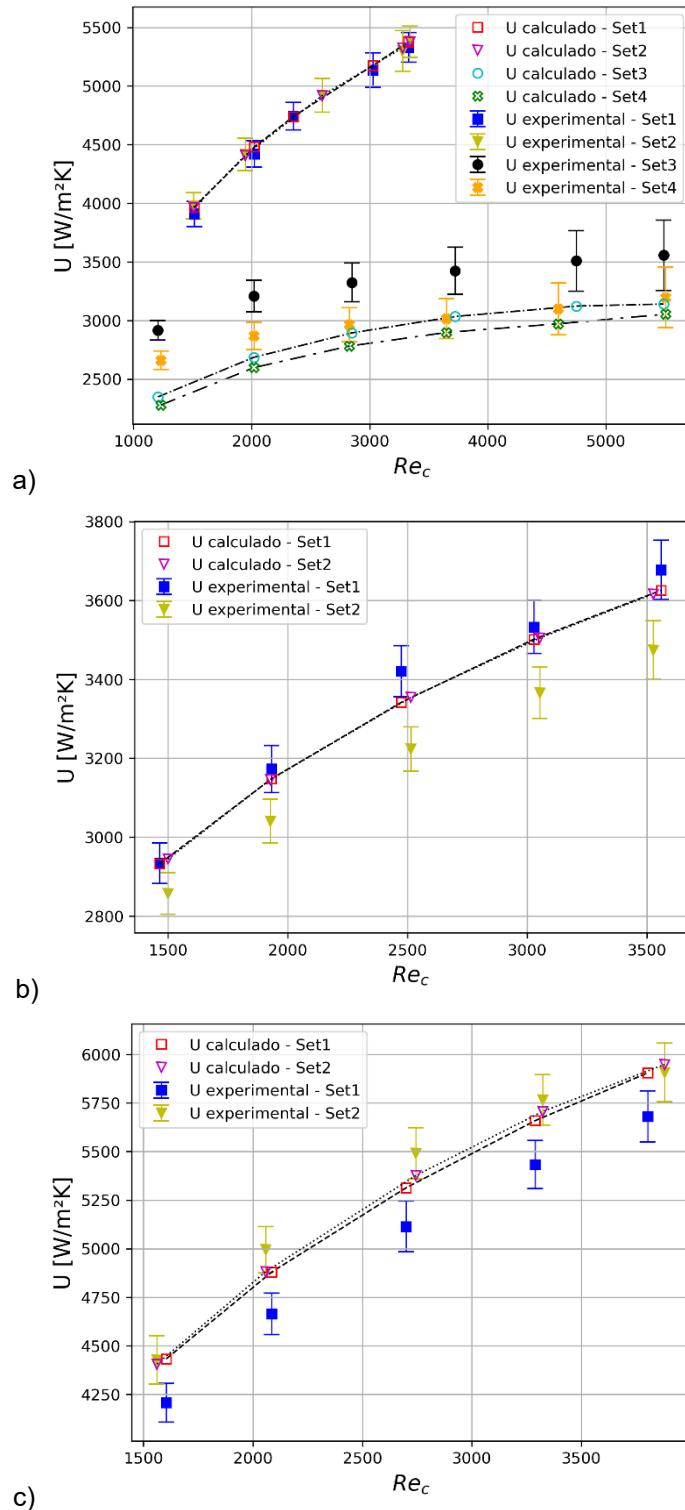 5500
5000
4500
4000
3500
3000
2500
U [W/m²K]
U calculado - Set1
U calculado - Set2
U calculado - Set3
U calculado - Set4
U experimental - Set1
U experimental - Set2
U experimental - Set3
U experimental - Set4
1000 2000 3000 4000 5000
Re_c
a)
3800
3600
3400
3200
3000
2800
U [W/m²K]
U calculado - Set1
U calculado - Set2
U experimental - Set1
U experimental - Set2
1500 2000 2500 3000 3500
Re_c
b)
6000
5750
5500
5250
5000
4750
4500
4250
U [W/m²K]
U calculado - Set1
U calculado - Set2
U experimental - Set1
U experimental - Set2
1500 2000 2500 3000 3500
Re_c
c)